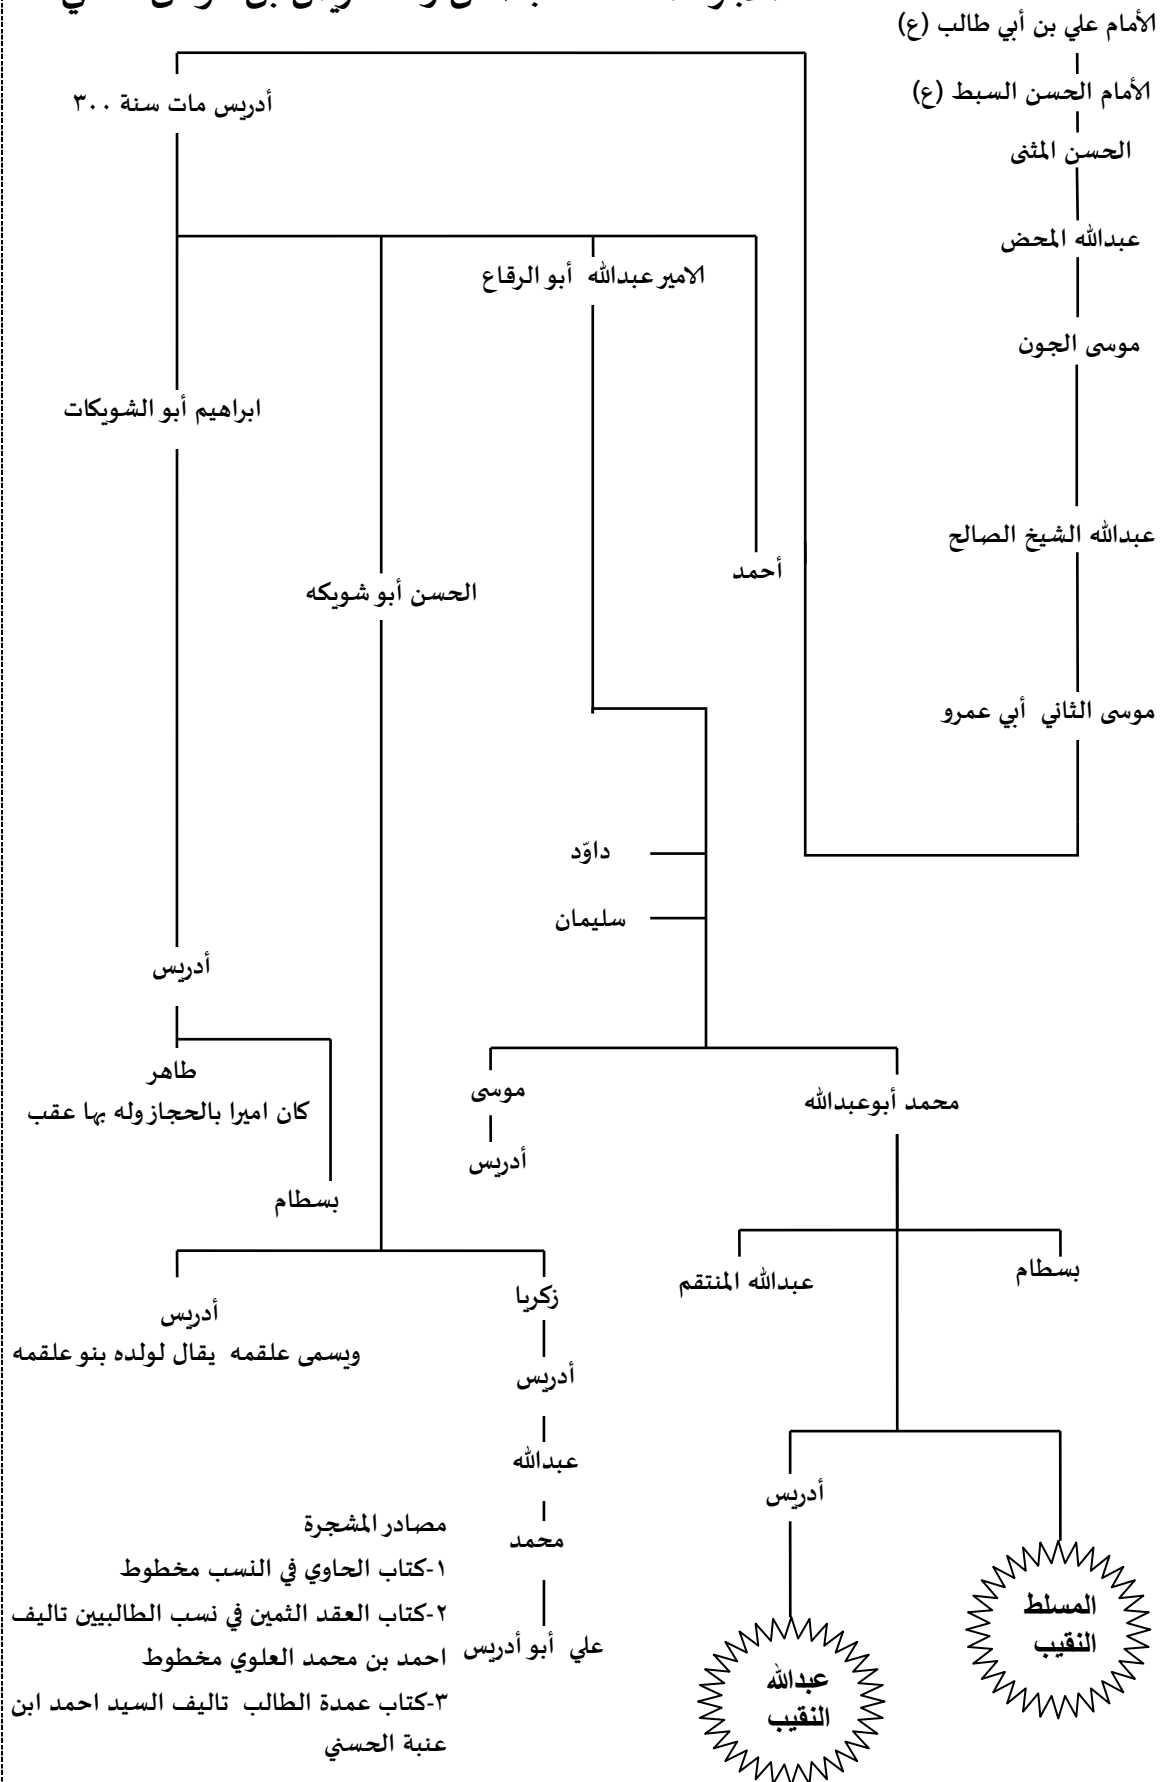 الأمام علي بن أبي طالب (ع)
الأمام الحسن السبط (ع)
الحسن المثنى
عبدالله المحض
موسى الجون
عبدالله الشيخ الصالح
موسى الثاني أبي عمرو
أدريس مات سنة ٣٠٠
الامير عبدالله أبو الرقاع
ابراهيم أبو الشويكات
أحمد
الحسن أبو شويكه
داوّد
سليمان
أدريس
طاهر
كان اميرا بالحجاز وله بها عقب
بسطام
موسى
أدريس
محمد أبوعبدالله
بسطام
عبدالله المنتقم
زكريا
أدريس
ويسمى علقمه يقال لولده بنو علقمه
أدريس
عبدالله
محمد
علي أبو أدريس
أدريس
المسلط
النقيب
عبدالله
النقيب
مصادر المشجرة
١-كتاب الحاوي في النسب مخطوط
٢-كتاب العقد الثمين في نسب الطالبيين تاليف
احمد بن محمد العلوي مخطوط
٣-كتاب عمدة الطالب تاليف السيد احمد ابن
عنبة الحسني